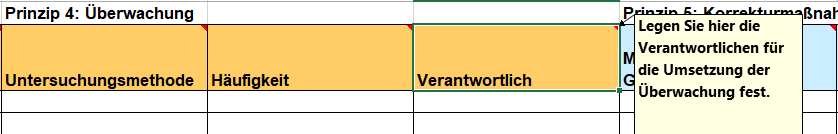 Prinzip 4: Überwachung
Prinzip 5: Korrekturmaßnah
Untersuchungsmethode
Häufigkeit
Verantwortlich
M
G
Legen Sie hier die
Verantwortlichen für
die Umsetzung der
Überwachung fest.